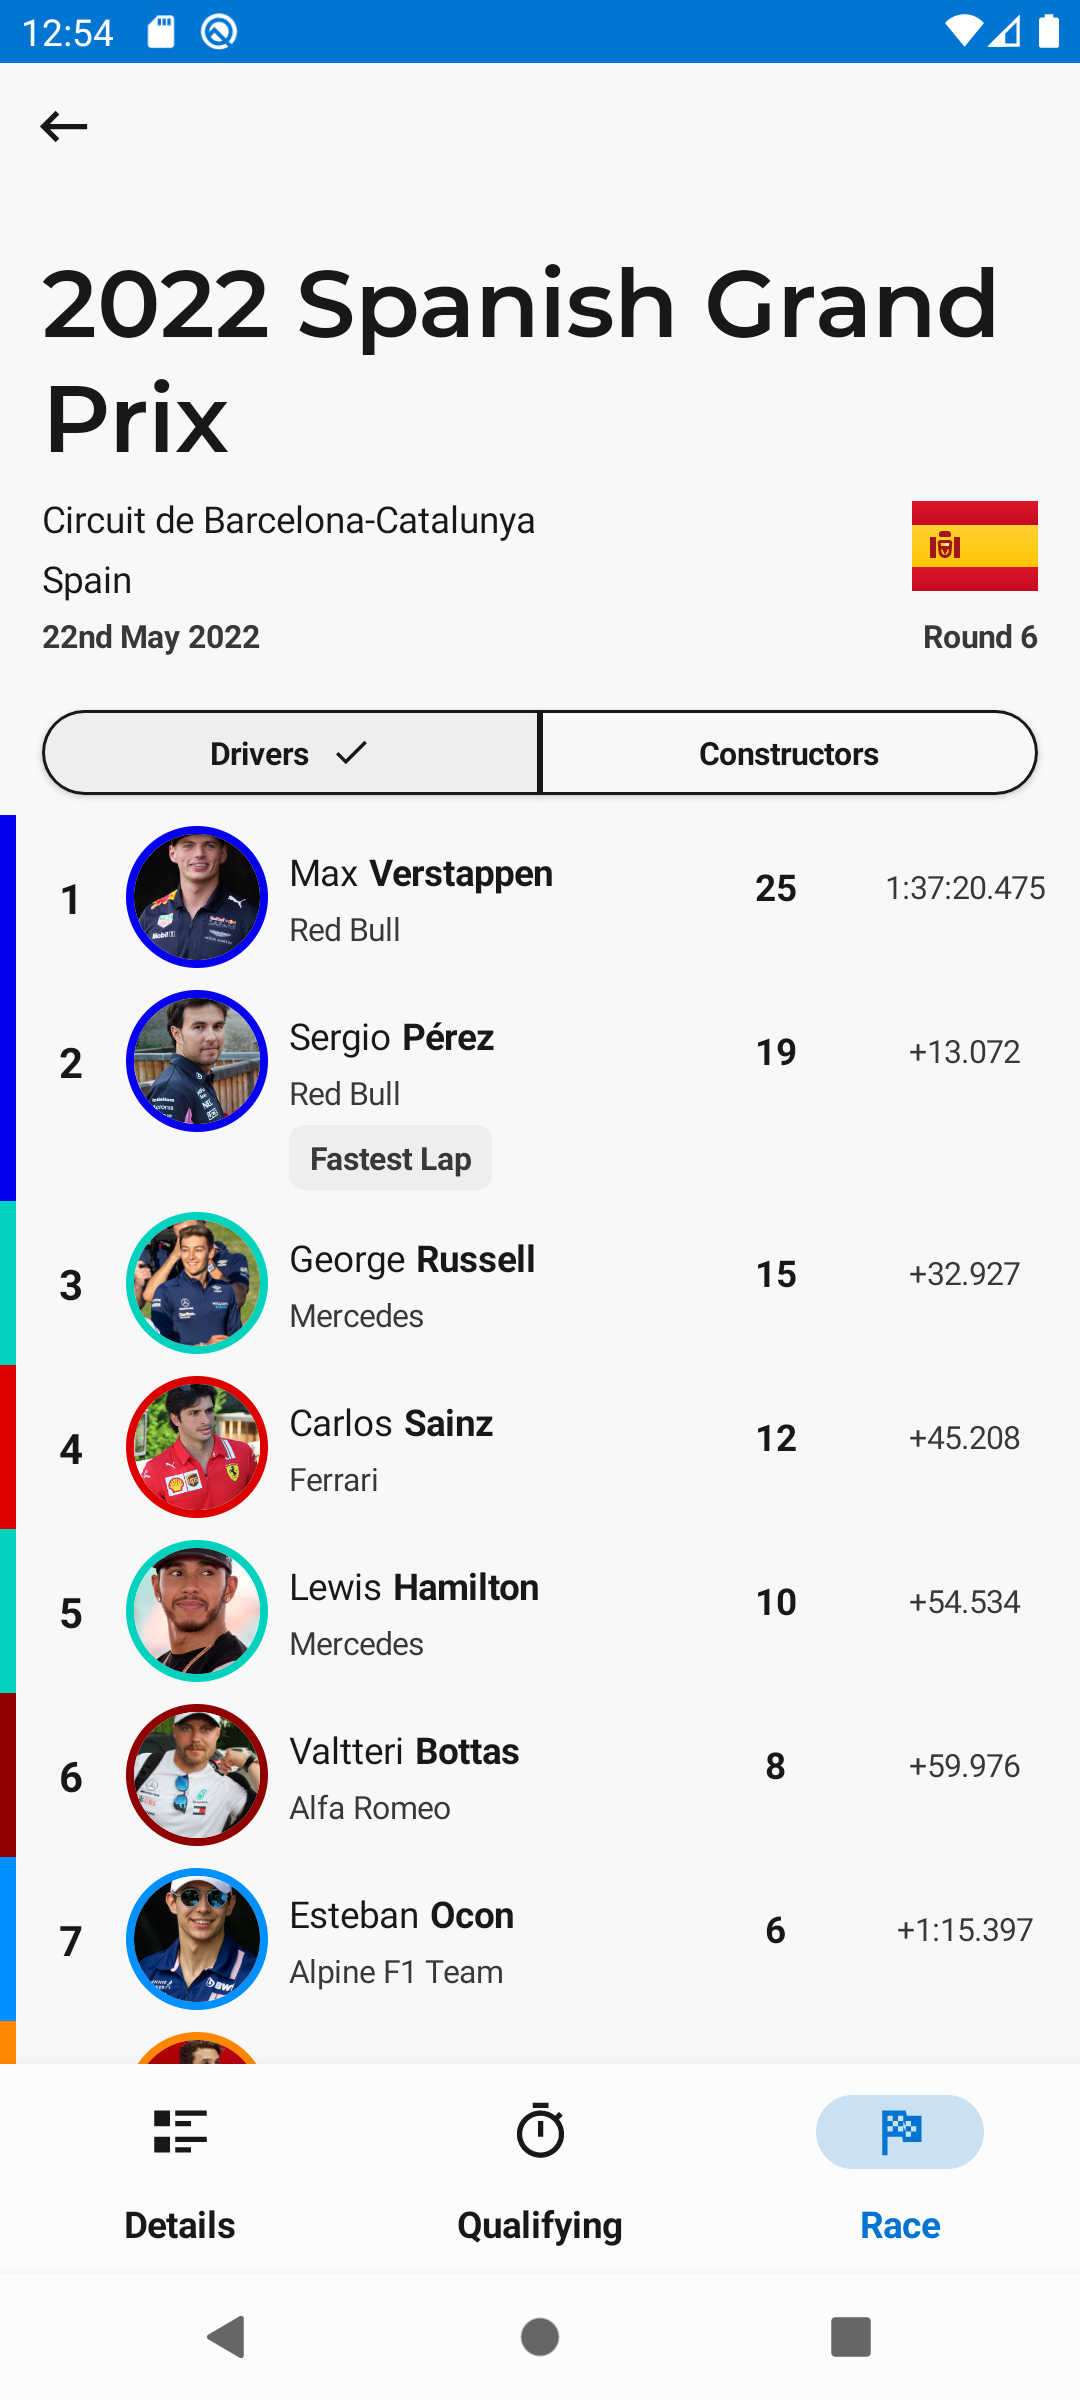 12:54
2022 Spanish Grand
Prix
Circuit de Barcelona-Catalunya
Spain
22nd May 2022
Round 6
Drivers
Constructors
1
Max Verstappen
Red Bull
25
1:37:20.475
2
Sergio Pérez
Red Bull
Fastest Lap
19
+13.072
3
George Russell
Mercedes
15
+32.927
4
Carlos Sainz
Ferrari
12
+45.208
5
Lewis Hamilton
Mercedes
10
+54.534
6
Valtteri Bottas
Alfa Romeo
8
+59.976
7
Esteban Ocon
Alpine F1 Team
6
+1:15.397
Details
Qualifying
Race